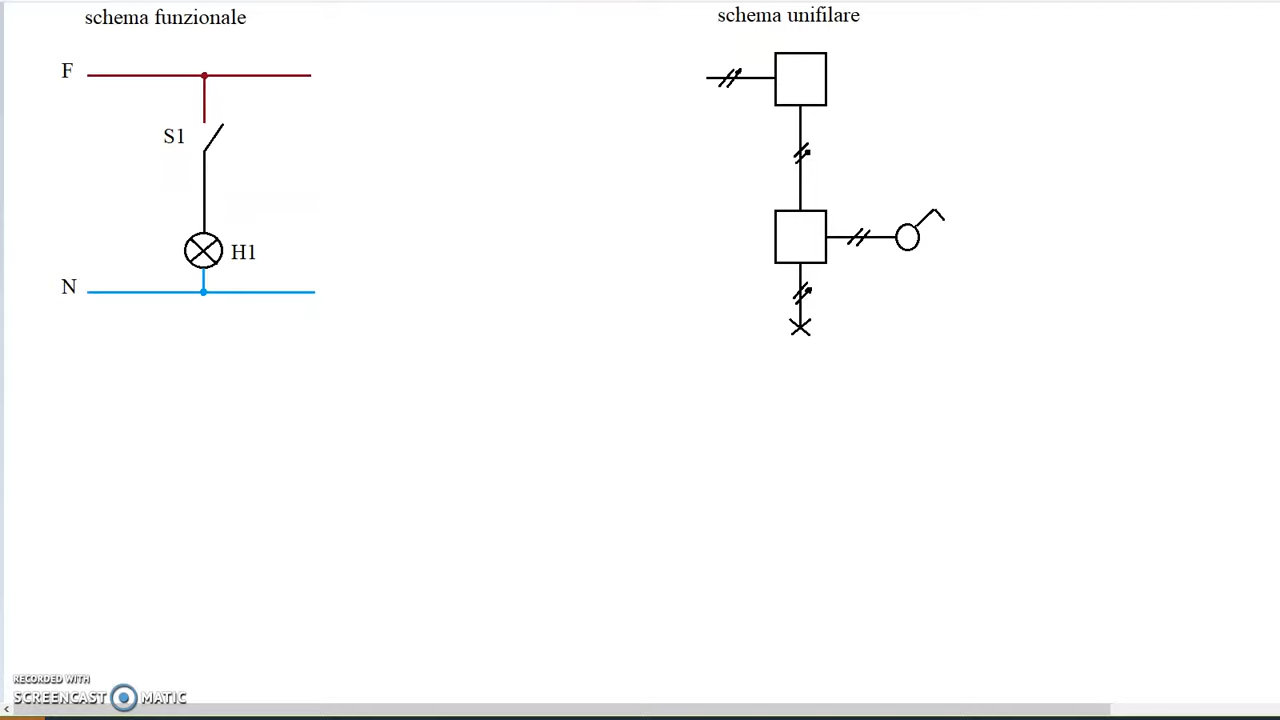 schema funzionale
schema unifilare
F
S1
H1
N
RECORDED WITH
SCREENCAST MATIC